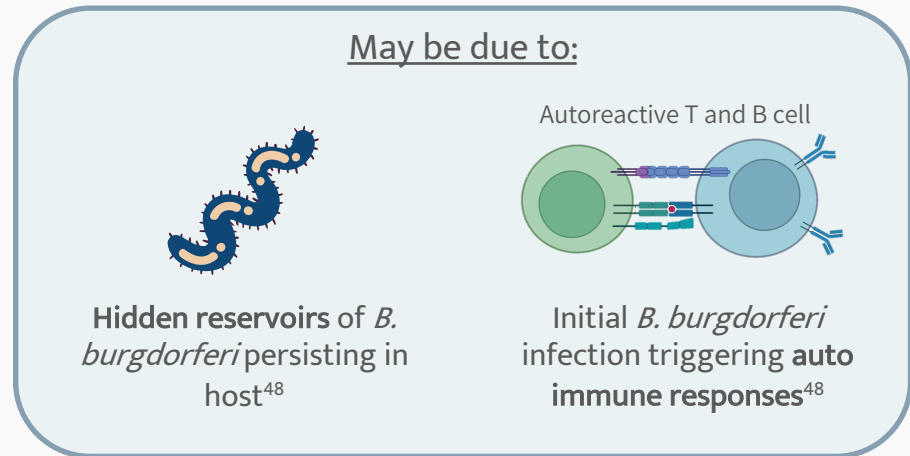 May be due to:
Autoreactive T and B cell
Hidden reservoirs of B.
burgdorferi persisting in
host⁴⁸
Initial B. burgdorferi
infection triggering auto
immune responses⁴⁸